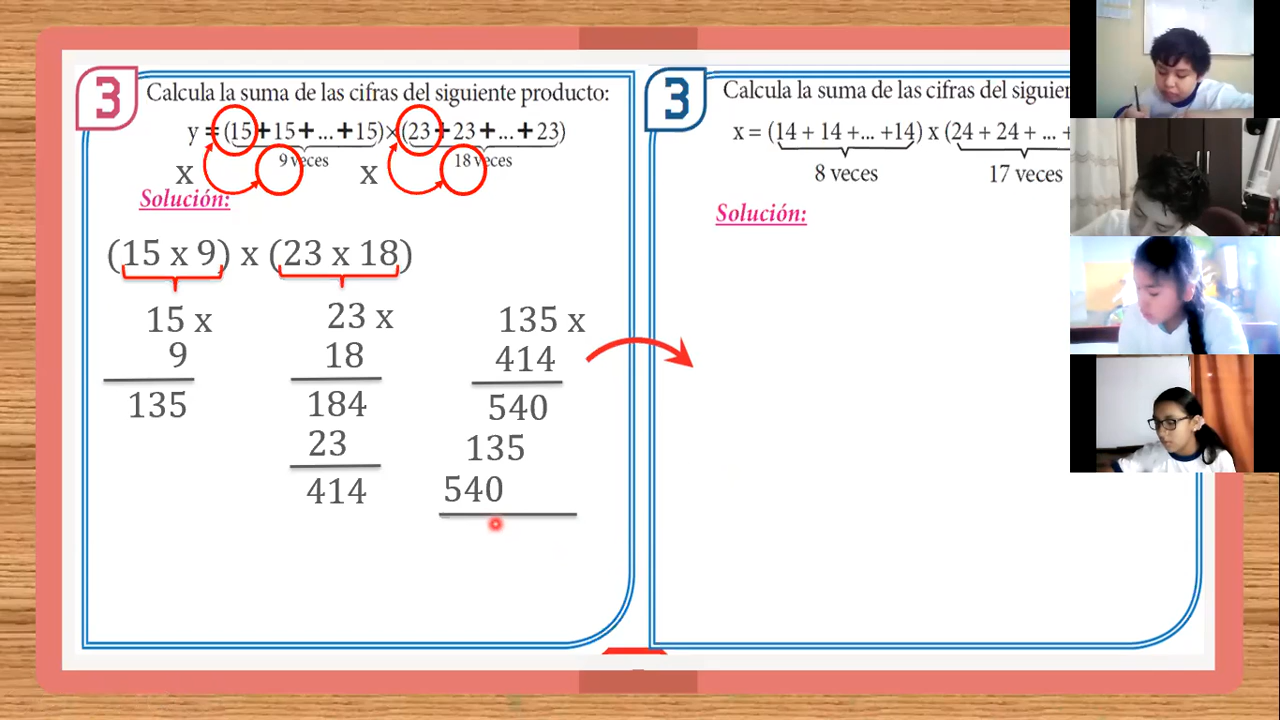 3
Calcula la suma de las cifras del siguiente producto:
y = (15+15+...+15)×(23+23+...+23)
9 veces 18 veces
x x
Solución:
(15 x 9) x (23 x 18)
15 x
9
135
23 x
18
184
23
414
135 x
414
540
135
540
3
Calcula la suma de las cifras del
x = (14 + 14 +... +14) x (24 + 24 + ... +
8 veces 17 veces
Solución: